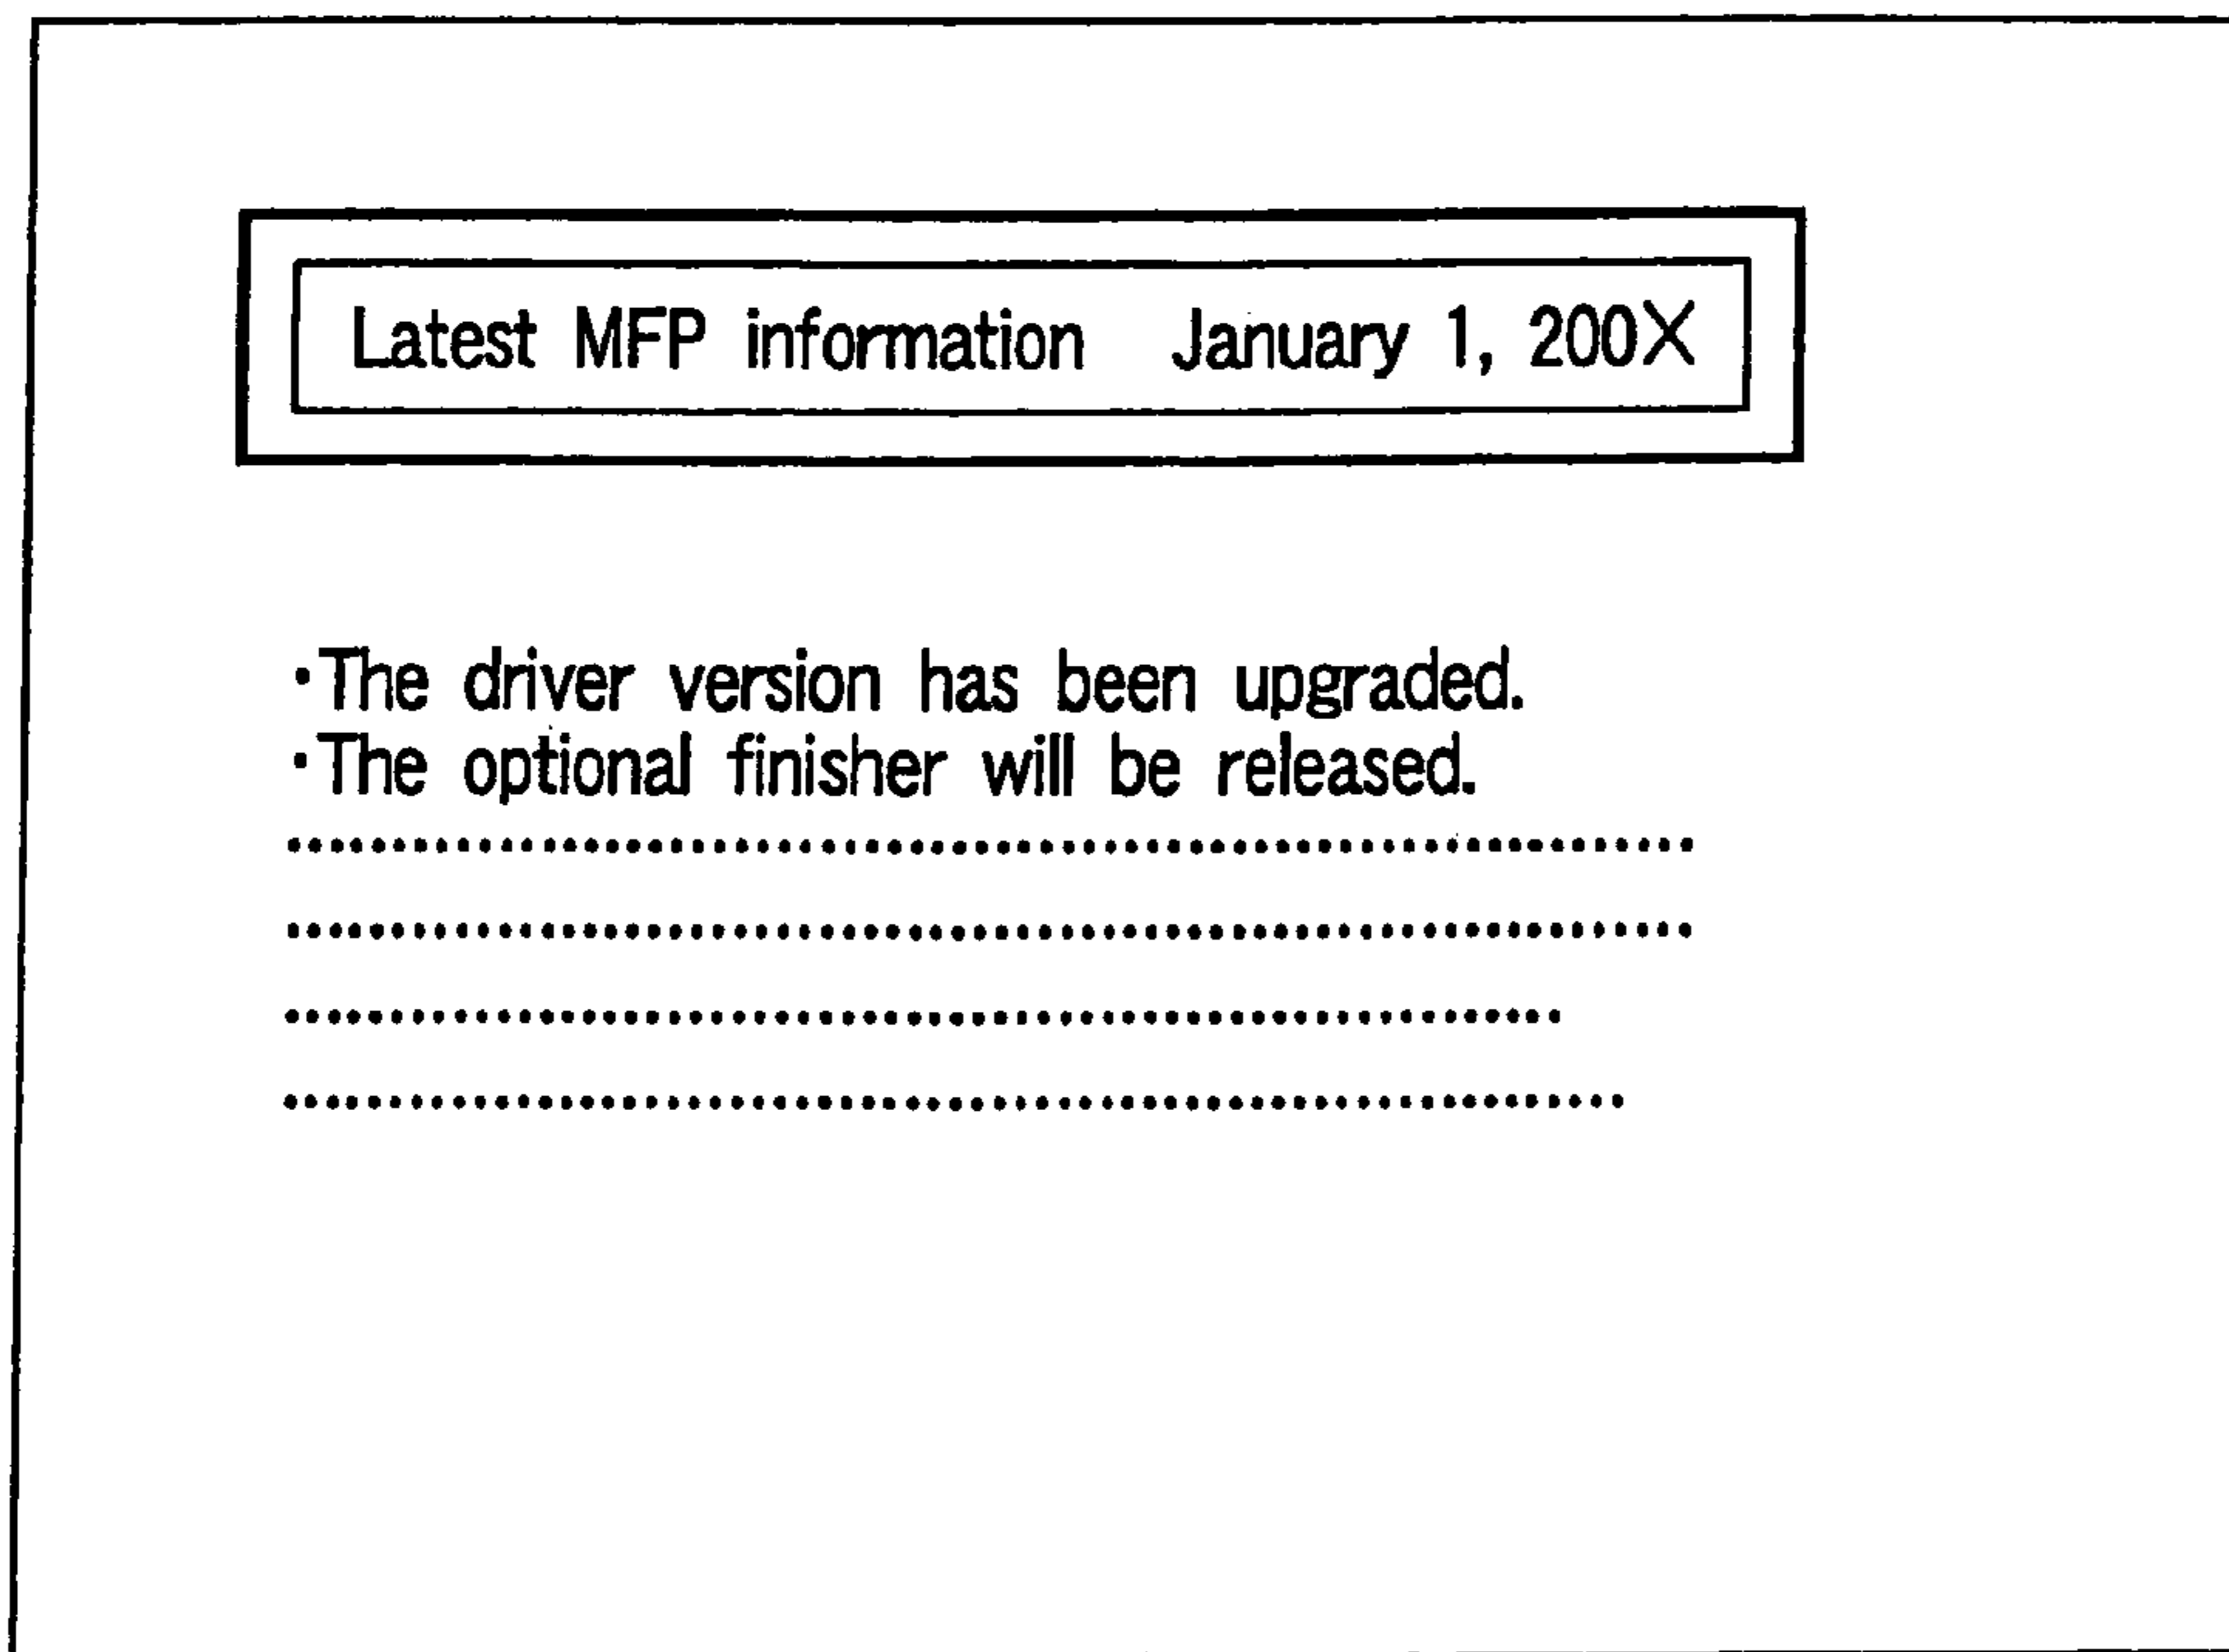 Latest MFP information January 1, 200X
·The driver version has been upgraded.
·The optional finisher will be released.